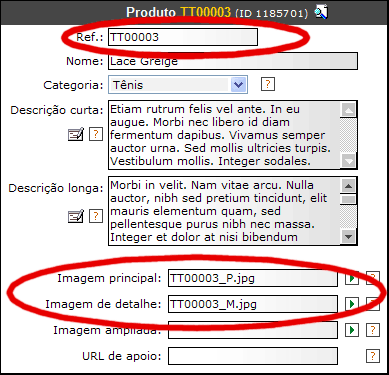 Produto TT00003 (ID 1185701)
Ref.: TT00003
Nome: Lace Greige
Categoria: Tênis ?
Descrição curta: Etiam rutrum felis vel ante. In eu
augue. Morbi nec libero id diam
fermentum dapibus. Vivamus semper
? auctor urna. Sed mollis ultricies turpis.
Vestibulum mollis. Integer sodales.
Descrição longa: Morbi in velit. Nam vitae arcu. Nulla
auctor, nibh sed pretium tincidunt, elit
? mauris elementum quam, sed
pellentesque purus nibh nec massa.
Integer et dolor at nisi bibendum
Imagem principal: TT00003_P.jpg ?
Imagem de detalhe: TT00003_M.jpg ?
Imagem ampliada: ?
URL de apoio: ?